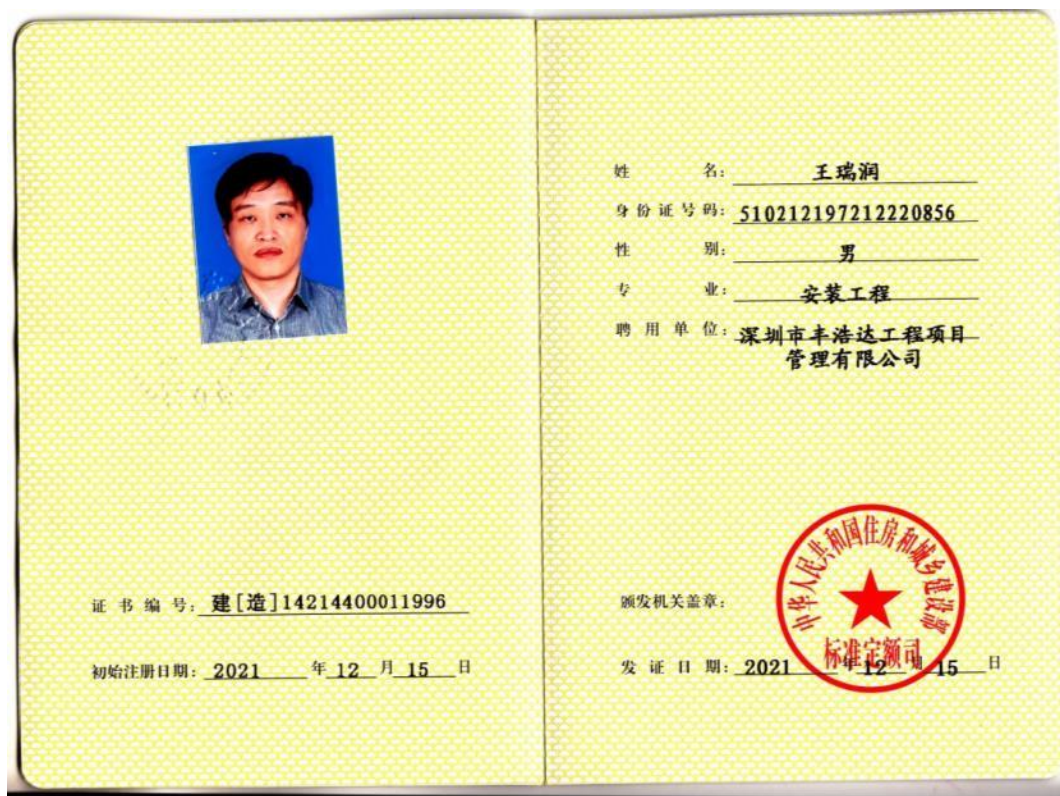 证书编号：建[造]14214400011996
初始注册日期：2021年12月15日
姓名：王瑞润
身份证号码：510212197212220856
性别：男
专业：安装工程
聘用单位：深圳市丰浩达工程项目
管理有限公司
颁发机关盖章：
中华人民共和国住房和城乡建设部
标准定额司
发证日期：2021年12月15日